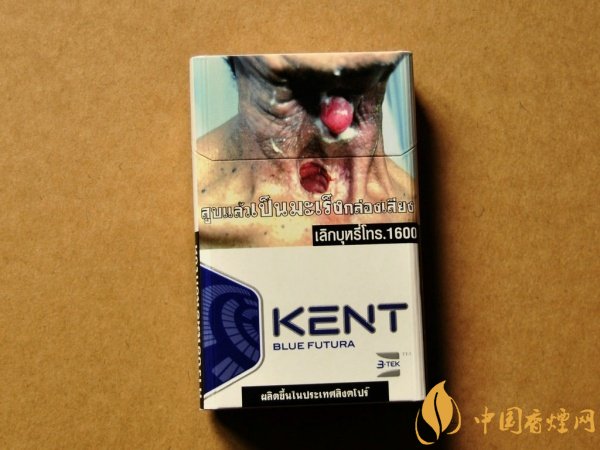 สูบแล้วเป็นมะเร็งกล่องเสียง
เลิกบุหรี่โทร.1600
KENT
BLUE FUTURA
3-TEK
ผลิตขึ้นในประเทศสิงคโปร์
中国香烟网